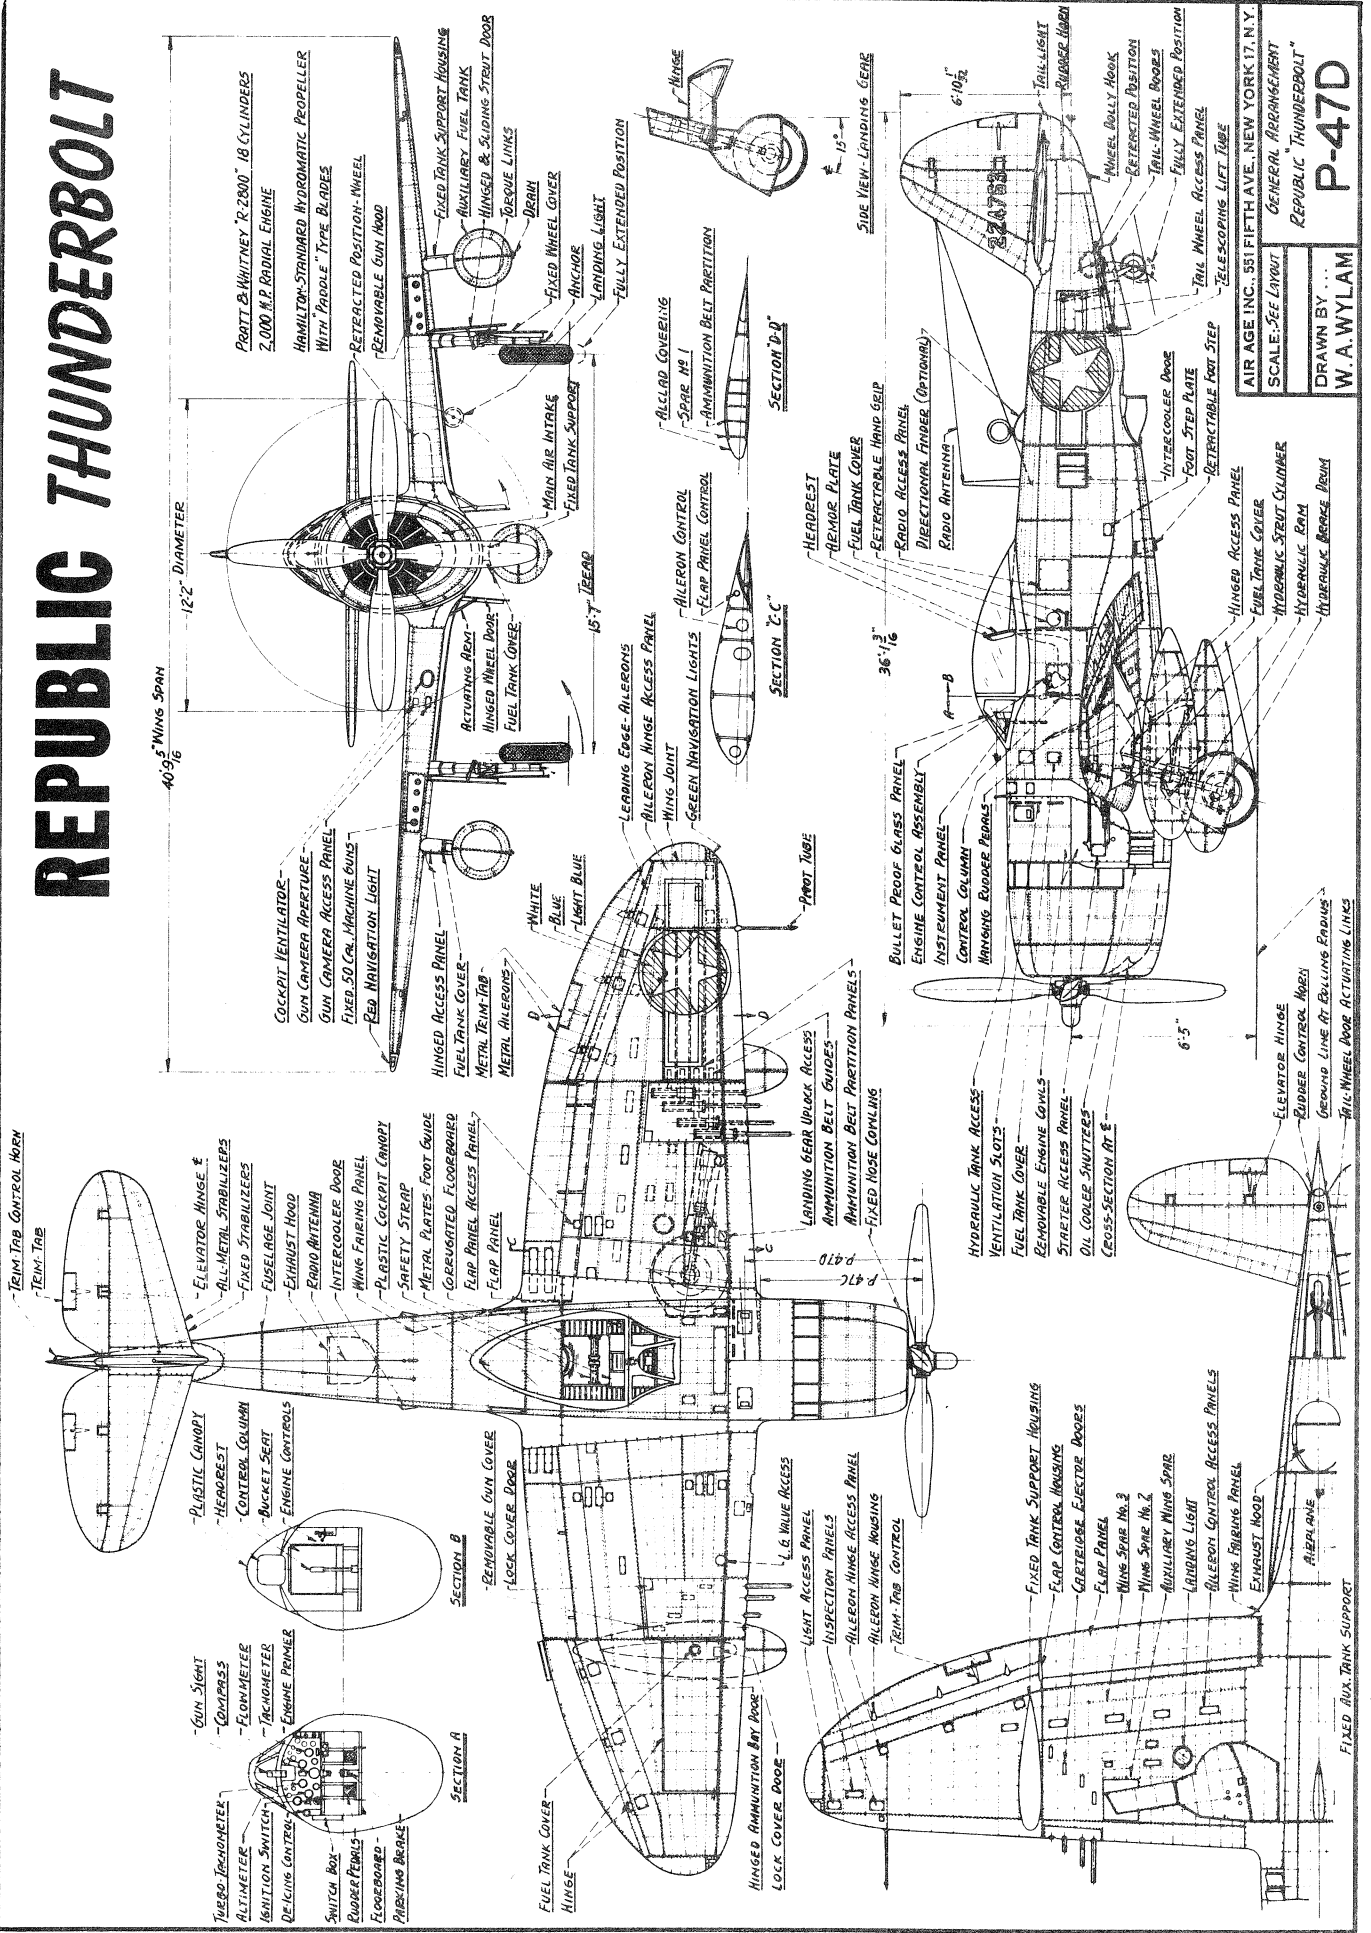 REPUBLIC THUNDERBOLT
40'-9 5/16" WING SPAN
12'-2" DIAMETER
PRATT & WHITNEY "R-2800" 18 CYLINDERS
2,000 H.P. RADIAL ENGINE
HAMILTON-STANDARD HYDROMATIC PROPELLER
WITH "PADDLE" TYPE BLADES
RETRACTED POSITION-WHEEL
REMOVABLE GUN HOOD
FIXED TANK SUPPORT HOUSING
AUXILIARY FUEL TANK
HINGED & SLIDING STRUT DOOR
TORQUE LINKS
DRAIN
FIXED WHEEL COVER
ANCHOR
LANDING LIGHT
FULLY EXTENDED POSITION
MAIN AIR INTAKE
FIXED TANK SUPPORT
15'-7" TREAD
ACTUATING ARM
HINGED WHEEL DOOR
FUEL TANK COVER
COCKPIT VENTILATOR
GUN CAMERA APERTURE
GUN CAMERA ACCESS PANEL
FIXED .50 CAL. MACHINE GUNS
RED NAVIGATION LIGHT
HINGED ACCESS PANEL
FUEL TANK COVER
METAL TRIM-TAB
METAL AILERONS
WHITE
BLUE
LIGHT BLUE
LEADING EDGE-AILERONS
AILERON HINGE ACCESS PANEL
WING JOINT
GREEN NAVIGATION LIGHTS
PITOT TUBE
HINGE
15°
SIDE VIEW-LANDING GEAR
ALCLAD COVERING
SPAR Nº 1
AMMUNITION BELT PARTITION
SECTION "D-D"
AILERON CONTROL
FLAP PANEL CONTROL
SECTION "C-C"
TRIM-TAB CONTROL HORN
TRIM-TAB
ELEVATOR HINGE ℄
ALL-METAL STABILIZERS
FIXED STABILIZERS
FUSELAGE JOINT
EXHAUST HOOD
RADIO ANTENNA
INTERCOOLER DOOR
WING FAIRING PANEL
PLASTIC COCKPIT CANOPY
SAFETY STRAP
METAL PLATES-FOOT GUIDE
CORRUGATED FLOORBOARD
FLAP PANEL ACCESS PANEL
FLAP PANEL
D
D
C
C
LANDING GEAR UPLOCK ACCESS
AMMUNITION BELT GUIDES
AMMUNITION BELT PARTITION PANELS
FIXED NOSE COWLING
P-47D
P-47C
PLASTIC CANOPY
HEADREST
CONTROL COLUMN
BUCKET SEAT
ENGINE CONTROLS
SECTION B
GUN SIGHT
COMPASS
FLOWMETER
TACHOMETER
ENGINE PRIMER
TURBO-TACHOMETER
ALTIMETER
IGNITION SWITCH
DE-ICING CONTROL
SWITCH BOX
RUDDER PEDALS
FLOORBOARD
PARKING BRAKE
SECTION A
REMOVABLE GUN COVER
LOCK COVER DOOR
L G VALVE ACCESS
FUEL TANK COVER
HINGE
HINGED AMMUNITION BAY DOOR
LOCK COVER DOOR
LIGHT ACCESS PANEL
INSPECTION PANELS
AILERON HINGE ACCESS PANEL
AILERON HINGE HOUSING
TRIM-TAB CONTROL
FIXED TANK SUPPORT HOUSING
FLAP CONTROL HOUSING
CARTRIDGE EJECTOR DOORS
FLAP PANEL
WING SPAR No. 3
WING SPAR No. 2
AUXILIARY WING SPAR
LANDING LIGHT
AILERON CONTROL ACCESS PANELS
WING FAIRING PANEL
EXHAUST HOOD
AIRPLANE ℄
FIXED AUX. TANK SUPPORT
ELEVATOR HINGE
RUDDER CONTROL HORN
GROUND LINE AT ROLLING RADIUS
TAIL-WHEEL DOOR ACTUATING LINKS
HEADREST
ARMOR PLATE
FUEL TANK COVER
RETRACTABLE HAND GRIP
RADIO ACCESS PANEL
DIRECTIONAL FINDER (OPTIONAL)
RADIO ANTENNA
36'-1 3/16"
6'-10 1/32"
A B
224763
TAIL-LIGHT
RUDDER HORN
WHEEL DOLLY HOOK
RETRACTED POSITION
TAIL-WHEEL DOORS
FULLY EXTENDED POSITION
TAIL WHEEL ACCESS PANEL
TELESCOPING LIFT TUBE
INTERCOOLER DOOR
FOOT STEP PLATE
RETRACTABLE FOOT STEP
HINGED ACCESS PANEL
FUEL TANK COVER
HYDRAULIC STRUT CYLINDER
HYDRAULIC RAM
HYDRAULIC BRAKE DRUM
BULLET PROOF GLASS PANEL
ENGINE CONTROL ASSEMBLY
INSTRUMENT PANEL
CONTROL COLUMN
HANGING RUDDER PEDALS
6'-5"
HYDRAULIC TANK ACCESS
VENTILATION SLOTS
FUEL TANK COVER
REMOVABLE ENGINE COWLS
STARTER ACCESS PANEL
OIL COOLER SHUTTERS
CROSS-SECTION AT ℄
AIR AGE INC., 551 FIFTH AVE., NEW YORK 17, N.Y.
SCALE:-SEE LAYOUT
GENERAL ARRANGEMENT
REPUBLIC "THUNDERBOLT"
DRAWN BY ...
W. A. WYLAM
P-47D